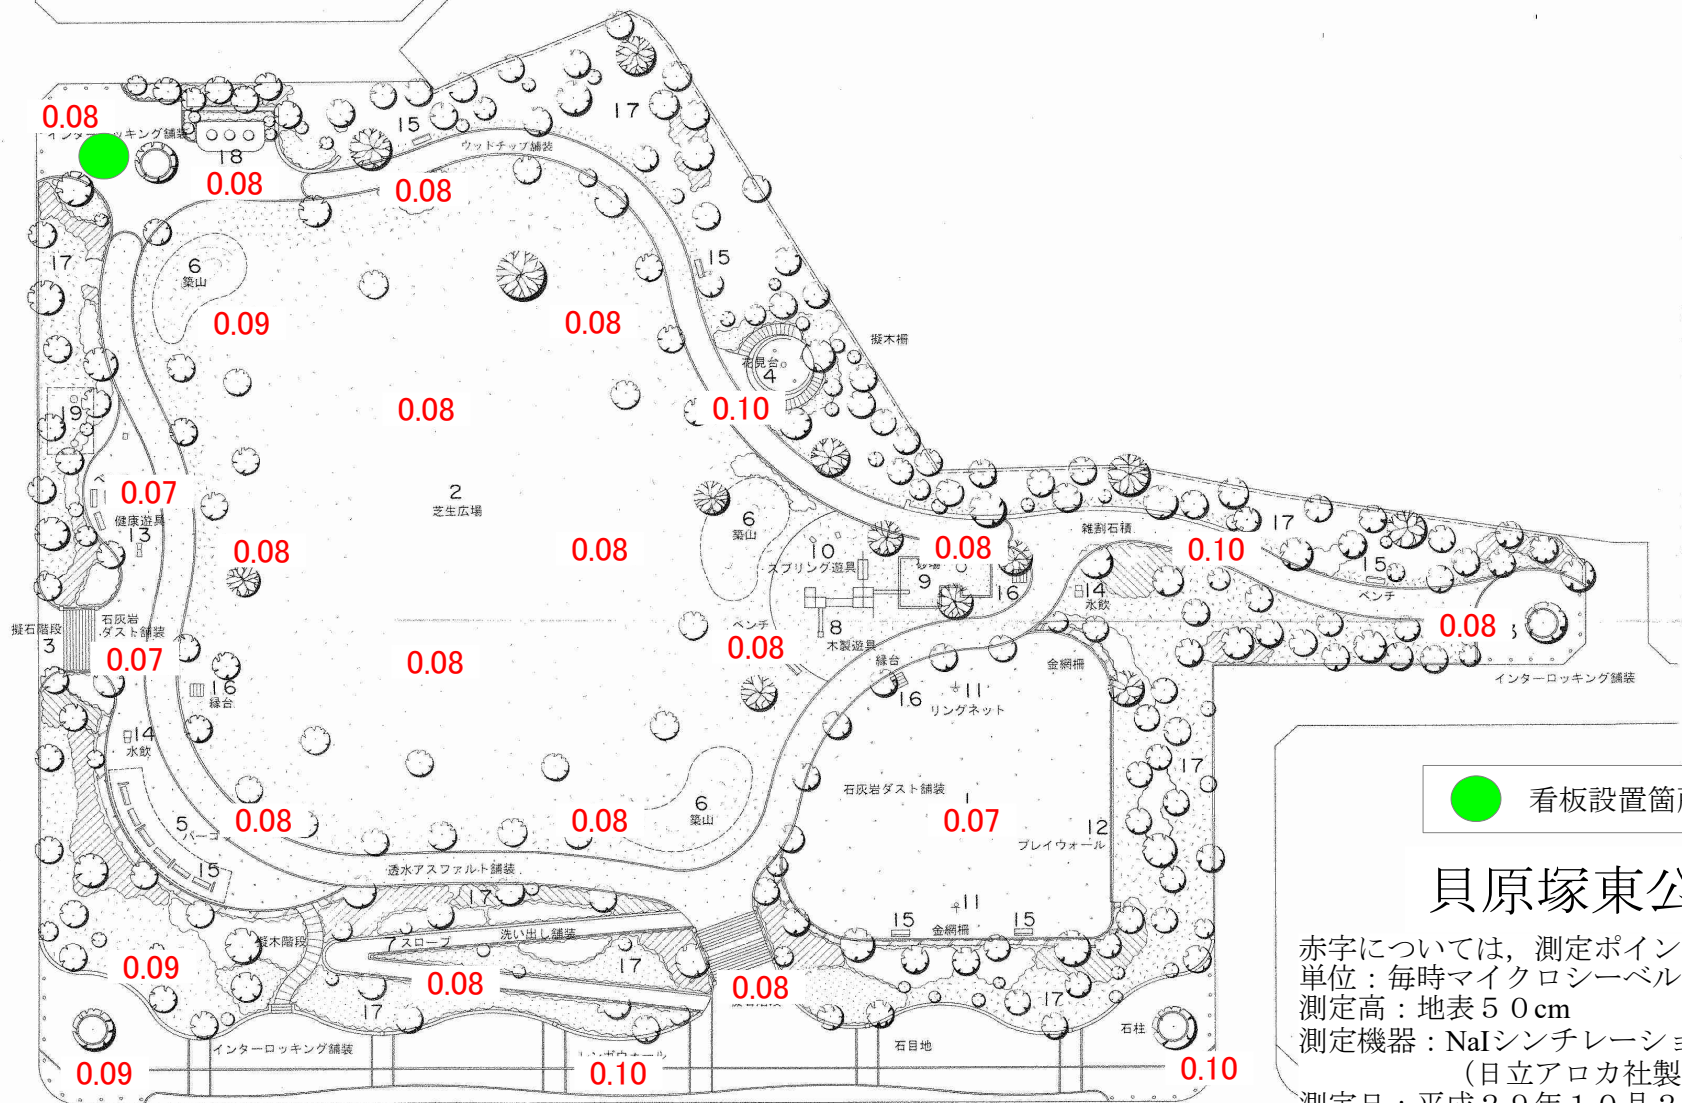 17
0.08
15
インターロッキング舗装
ウッドチップ舗装
18
0.08
0.08
17
6
築山
15
0.09
0.08
擬木柵
花見台
4
0.08
0.10
19
0.07
2
芝生広場
健康遊具
13
6
築山
雑割石積
17
10
0.08
0.08
0.08
0.10
スプリング遊具
9
15
16
14
水飲
ベンチ
擬石階段
3
石灰岩
ダスト舗装
ベンチ
8
0.08
木製遊具
0.07
0.08
0.08
縁台
金網柵
インターロッキング舗装
16
縁台
16
11
リングネット
14
水飲
17
石灰岩ダスト舗装
1
看板設置箇
5
0.08
0.08
6
築山
0.07
12
プレイウォール
15
透水アスファルト舗装
17
貝原塚東公
11
15
金網柵
15
擬木階段
7 スロープ
洗い出し舗装
赤字については，測定ポイン
0.09
0.08
17
0.08
単位：毎時マイクロシーベル
17
17
測定高：地表５０cm
石柱
測定機器：NaIシンチレーショ
インターロッキング舗装
石目地
0.09
0.10
0.10
（日立アロカ社製
測定日：平成２９年１０月